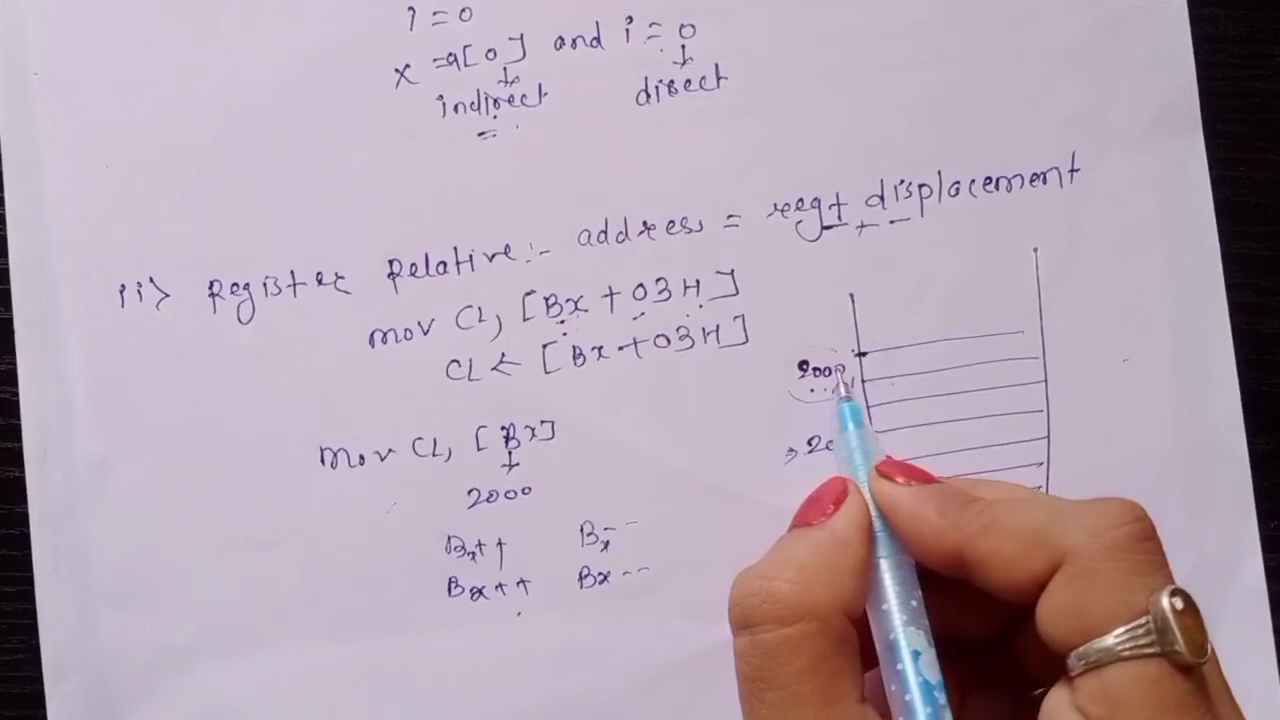 i = 0
x = a[0] and i = 0
indirect direct
ii> Register Relative :- address = reg + displacement
mov CL, [Bx + 03H]
CL ← [Bx + 03H]
2000
mov CL, [Bx]
2000
Bx++ Bx--
Bx++ Bx--